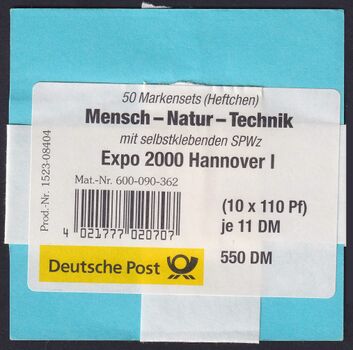 50 Markensets (Heftchen)
Mensch – Natur – Technik
mit selbstklebenden SPWz
Expo 2000 Hannover I
Mat.-Nr. 600-090-362
Prod.-Nr. 1523-08404
4 021777 020707
(10 x 110 Pf)
je 11 DM
550 DM
Deutsche Post